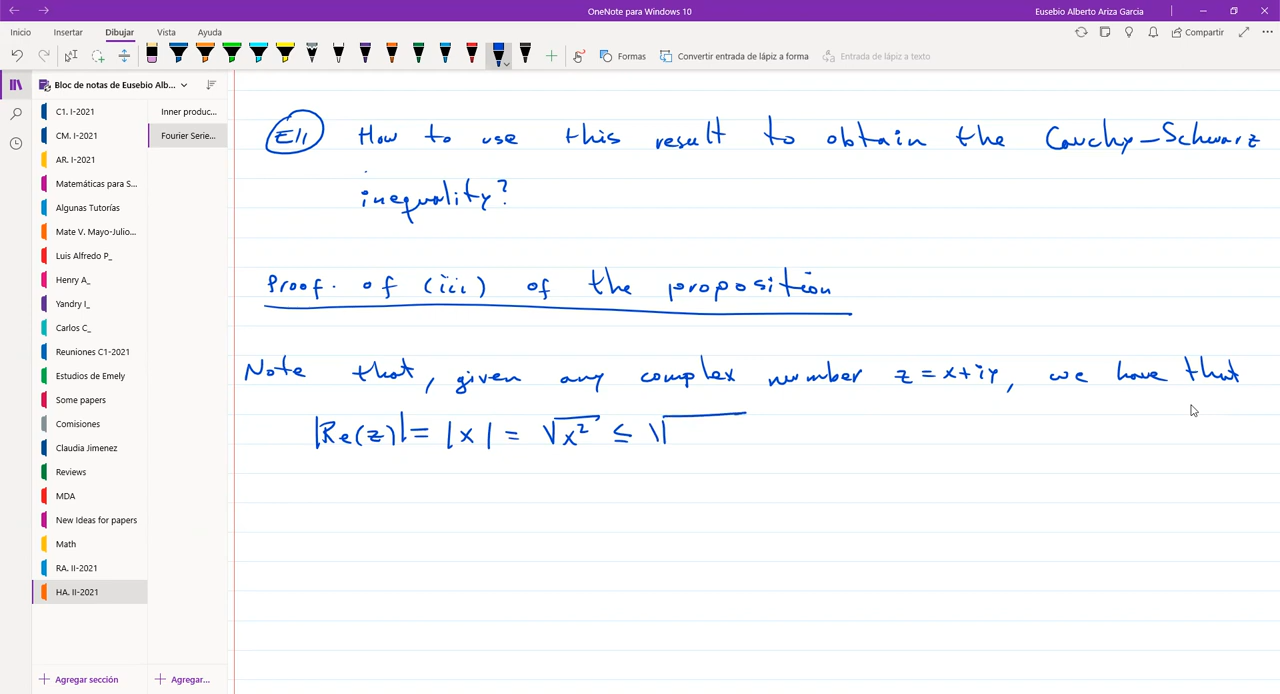 OneNote para Windows 10
Eusebio Alberto Ariza Garcia
Inicio
Insertar
Dibujar
Vista
Ayuda
Compartir
Formas
Convertir entrada de lápiz a forma
Entrada de lápiz a texto
Bloc de notas de Eusebio Alb...
C1. I-2021
CM. I-2021
AR. I-2021
Matemáticas para S...
Algunas Tutorías
Mate V. Mayo-Julio...
Luis Alfredo P_
Henry A_
Yandry I_
Carlos C_
Reuniones C1-2021
Estudios de Emely
Some papers
Comisiones
Claudia Jimenez
Reviews
MDA
New Ideas for papers
Math
RA. II-2021
HA. II-2021
Agregar sección
Inner produc...
Fourier Serie...
Agregar...
E11 How to use this result to obtain the Cauchy-Schwarz
inequality?
Proof. of (iii) of the proposition
Note that, given any complex number z = x+iy, we have that
|Re(z)| = |x| = √x² ≤ √